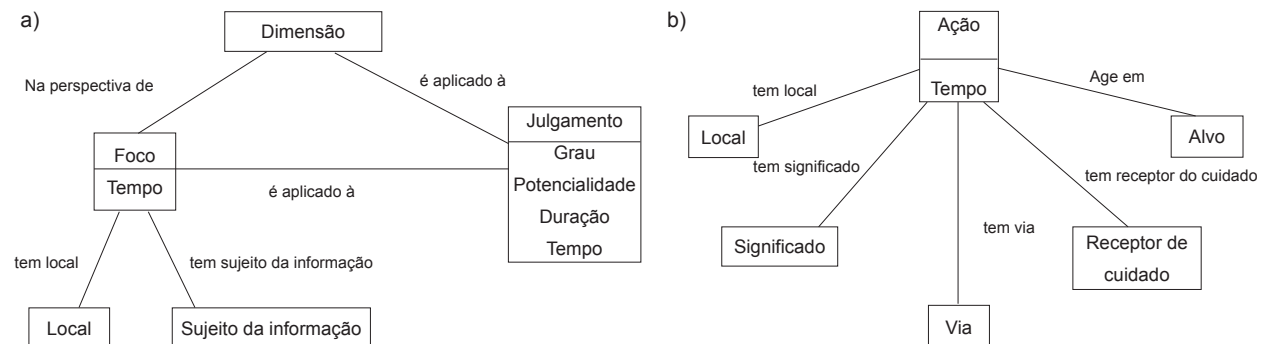 a)
Dimensão
Na perspectiva de
é aplicado à
Foco
Tempo
Julgamento
Grau
Potencialidade
Duração
Tempo
é aplicado à
tem local
tem sujeito da informação
Local
Sujeito da informação
b)
Ação
Tempo
tem local
Age em
Local
Alvo
tem significado
tem receptor do cuidado
tem via
Significado
Receptor de
cuidado
Via